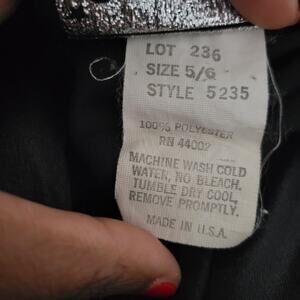 LOT 236
SIZE 5/6
STYLE 5235
100% POLYESTER
RN 44002
MACHINE WASH COLD
WATER, NO BLEACH.
TUMBLE DRY COOL,
REMOVE PROMPTLY.
MADE IN U.S.A.